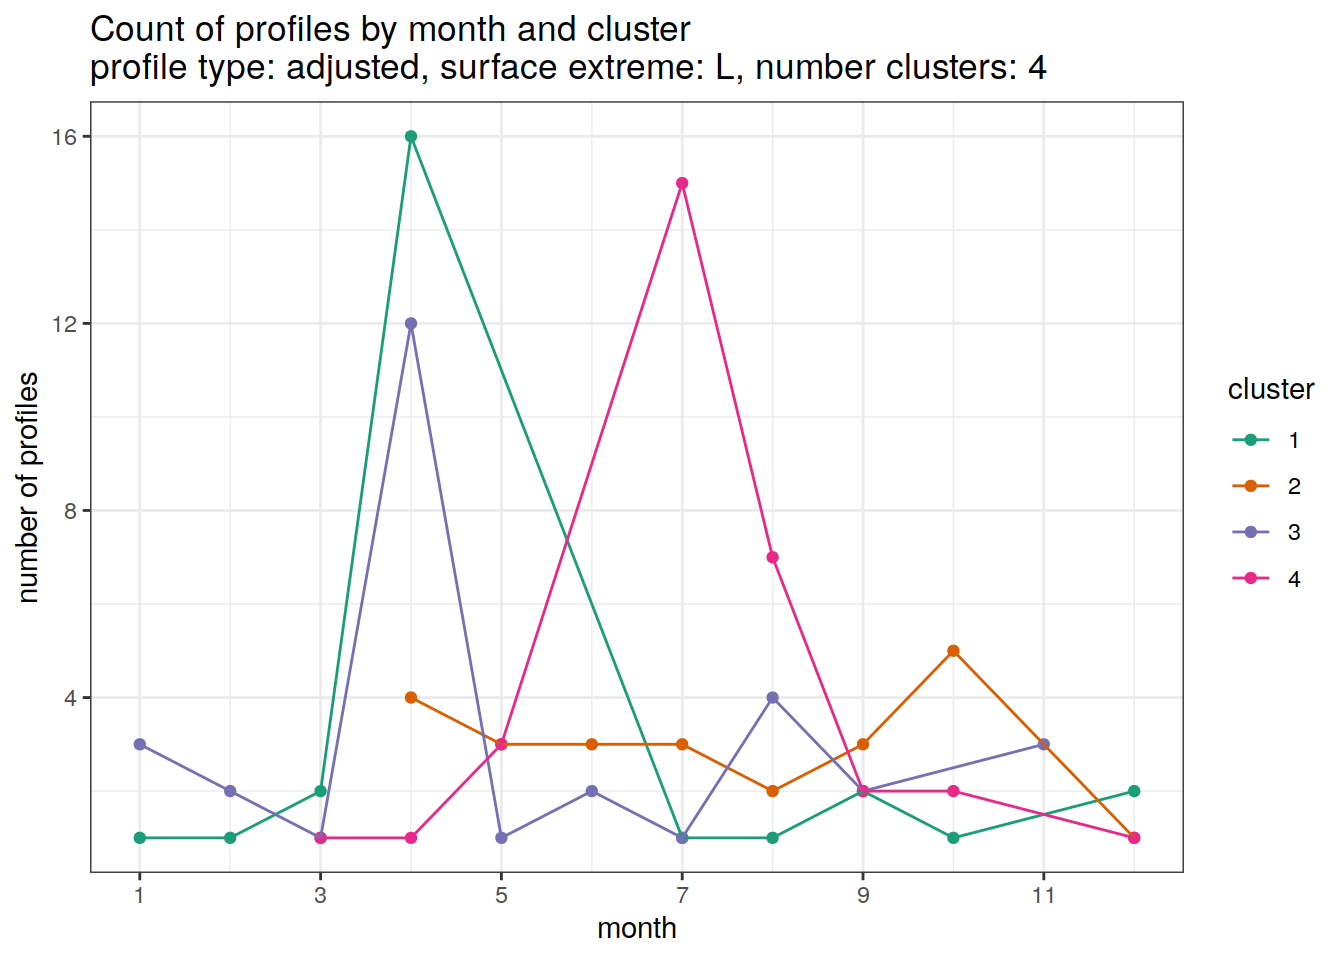 Count of profiles by month and cluster
profile type: adjusted, surface extreme: L, number clusters: 4
16
12
8
4
number of profiles
1
3
5
7
9
11
month
cluster
1
2
3
4